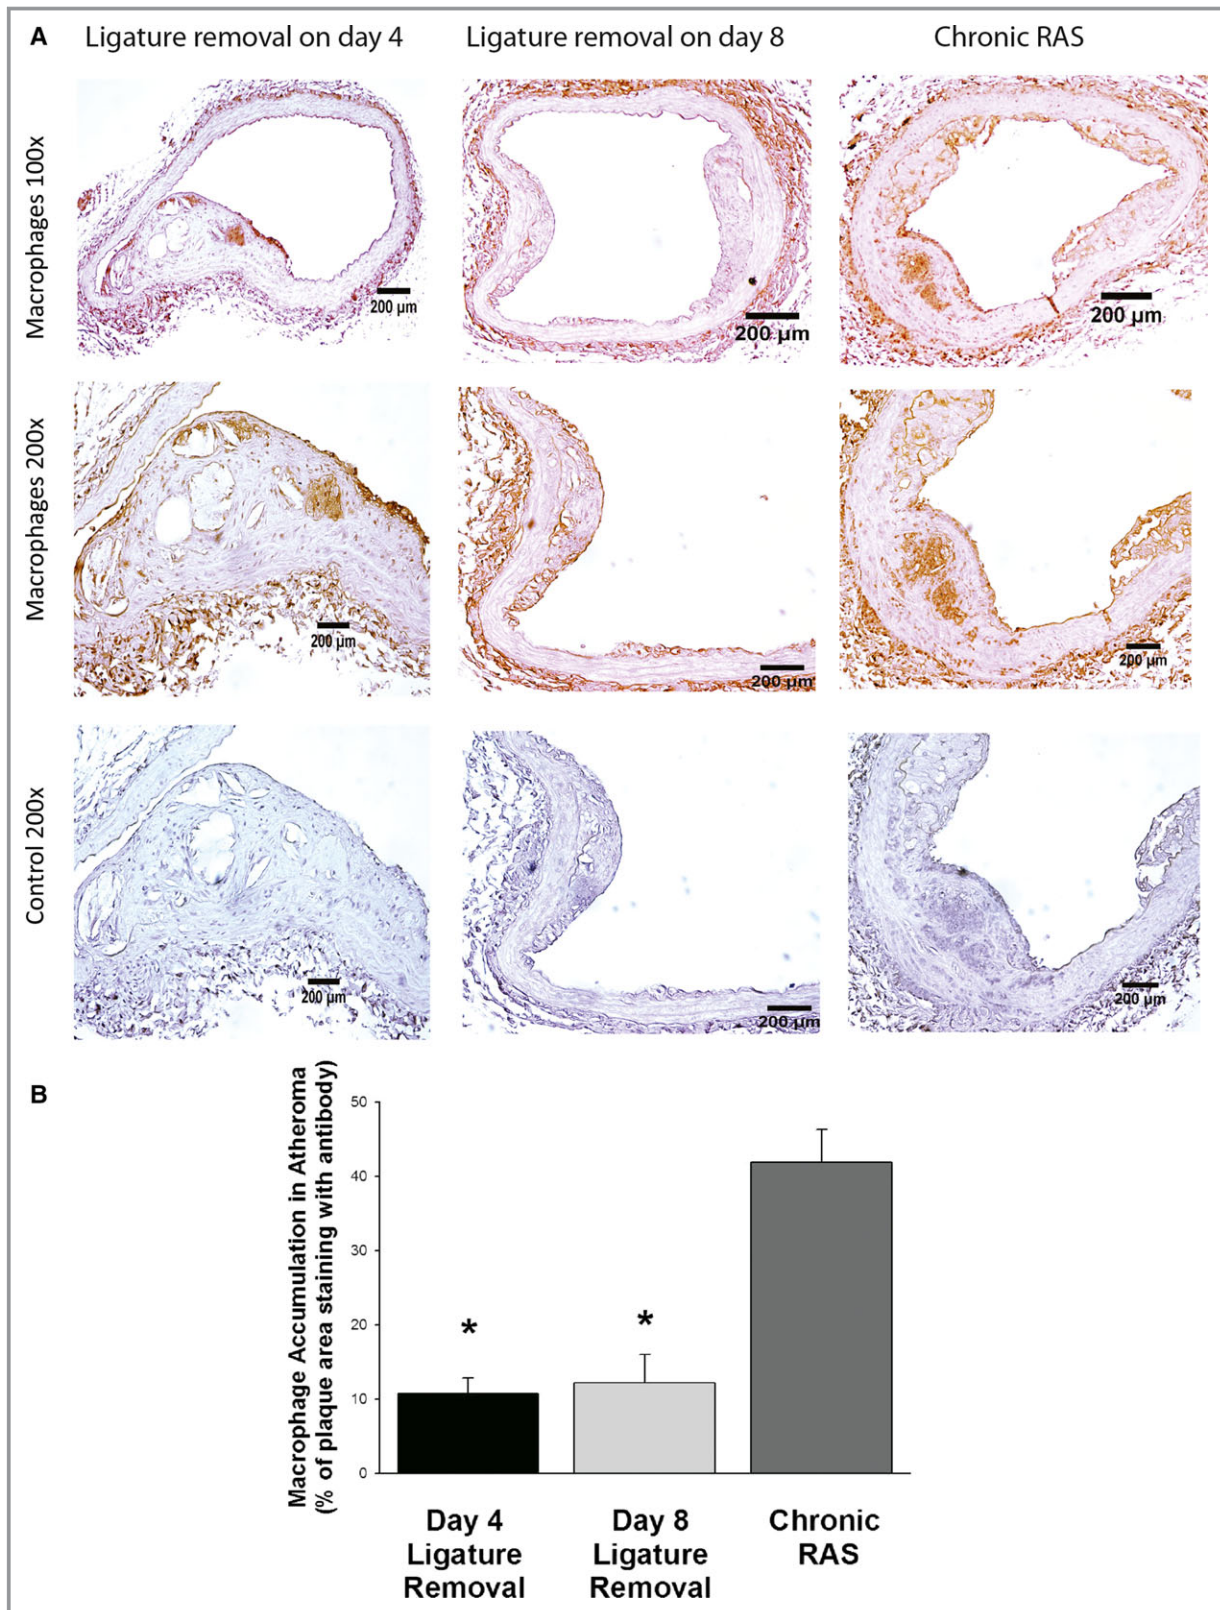 A
Ligature removal on day 4
Ligature removal on day 8
Chronic RAS
Macrophages 100x
200 µm
200 µm
200 µm
Macrophages 200x
200 µm
200 µm
200 µm
Control 200x
200 µm
200 µm
200 µm
B
Macrophage Accumulation in Atheroma
(% of plaque area staining with antibody)
50
40
30
20
10
0
*
*
Day 4
Ligature
Removal
Day 8
Ligature
Removal
Chronic
RAS